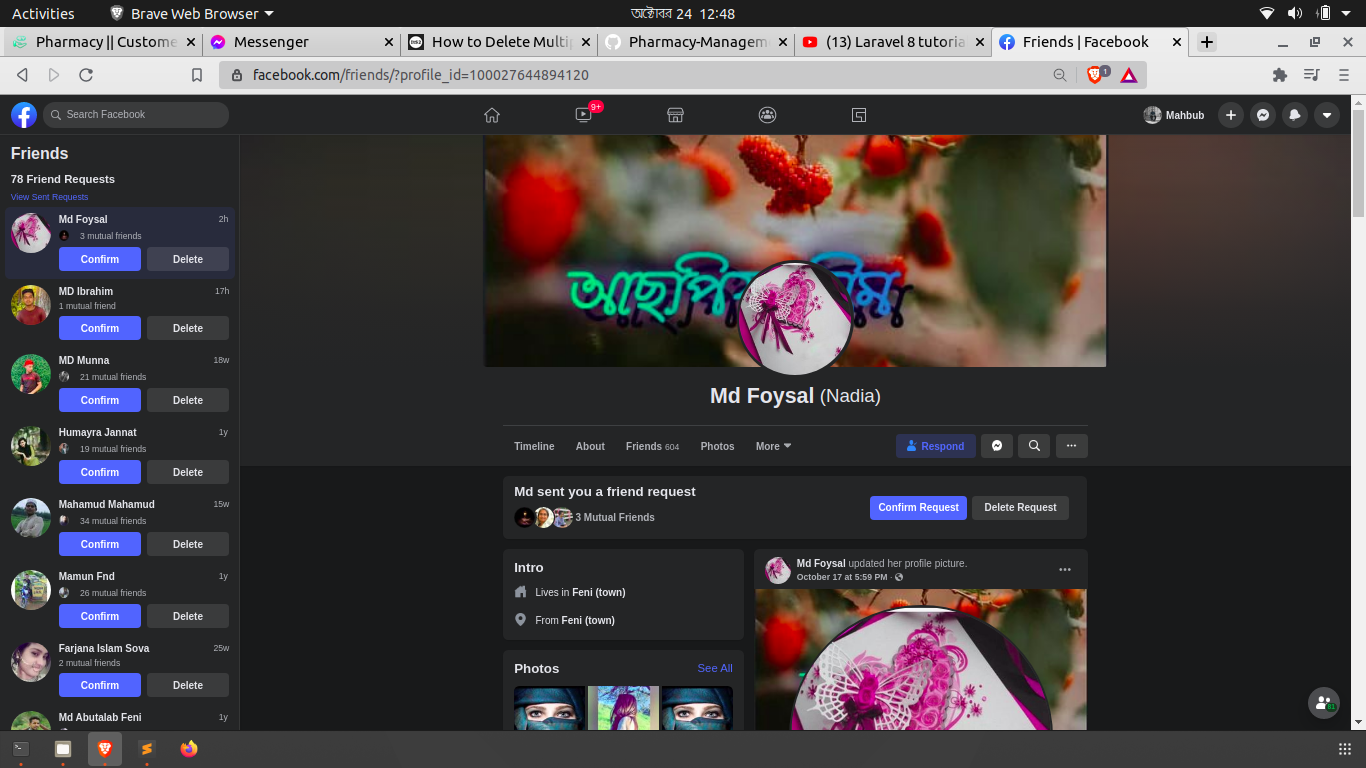 Activities
Brave Web Browser
অক্টোবর 24 12:48
Pharmacy || Custome
Messenger
How to Delete Multip
Pharmacy-Managem
(13) Laravel 8 tutoria
Friends | Facebook
facebook.com/friends/?profile_id=100027644894120
1
Search Facebook
9+
Mahbub
Friends
78 Friend Requests
View Sent Requests
Md Foysal 2h
3 mutual friends
Confirm Delete
MD Ibrahim 17h
1 mutual friend
Confirm Delete
MD Munna 18w
21 mutual friends
Confirm Delete
Humayra Jannat 1y
19 mutual friends
Confirm Delete
Mahamud Mahamud 15w
34 mutual friends
Confirm Delete
Mamun Fnd 1y
26 mutual friends
Confirm Delete
Farjana Islam Sova 25w
2 mutual friends
Confirm Delete
Md Abutalab Feni 1y
Md Foysal (Nadia)
Timeline About Friends 604 Photos More
Respond
Md sent you a friend request
3 Mutual Friends
Confirm Request Delete Request
Intro
Lives in Feni (town)
From Feni (town)
Photos See All
Md Foysal updated her profile picture.
October 17 at 5:59 PM ·